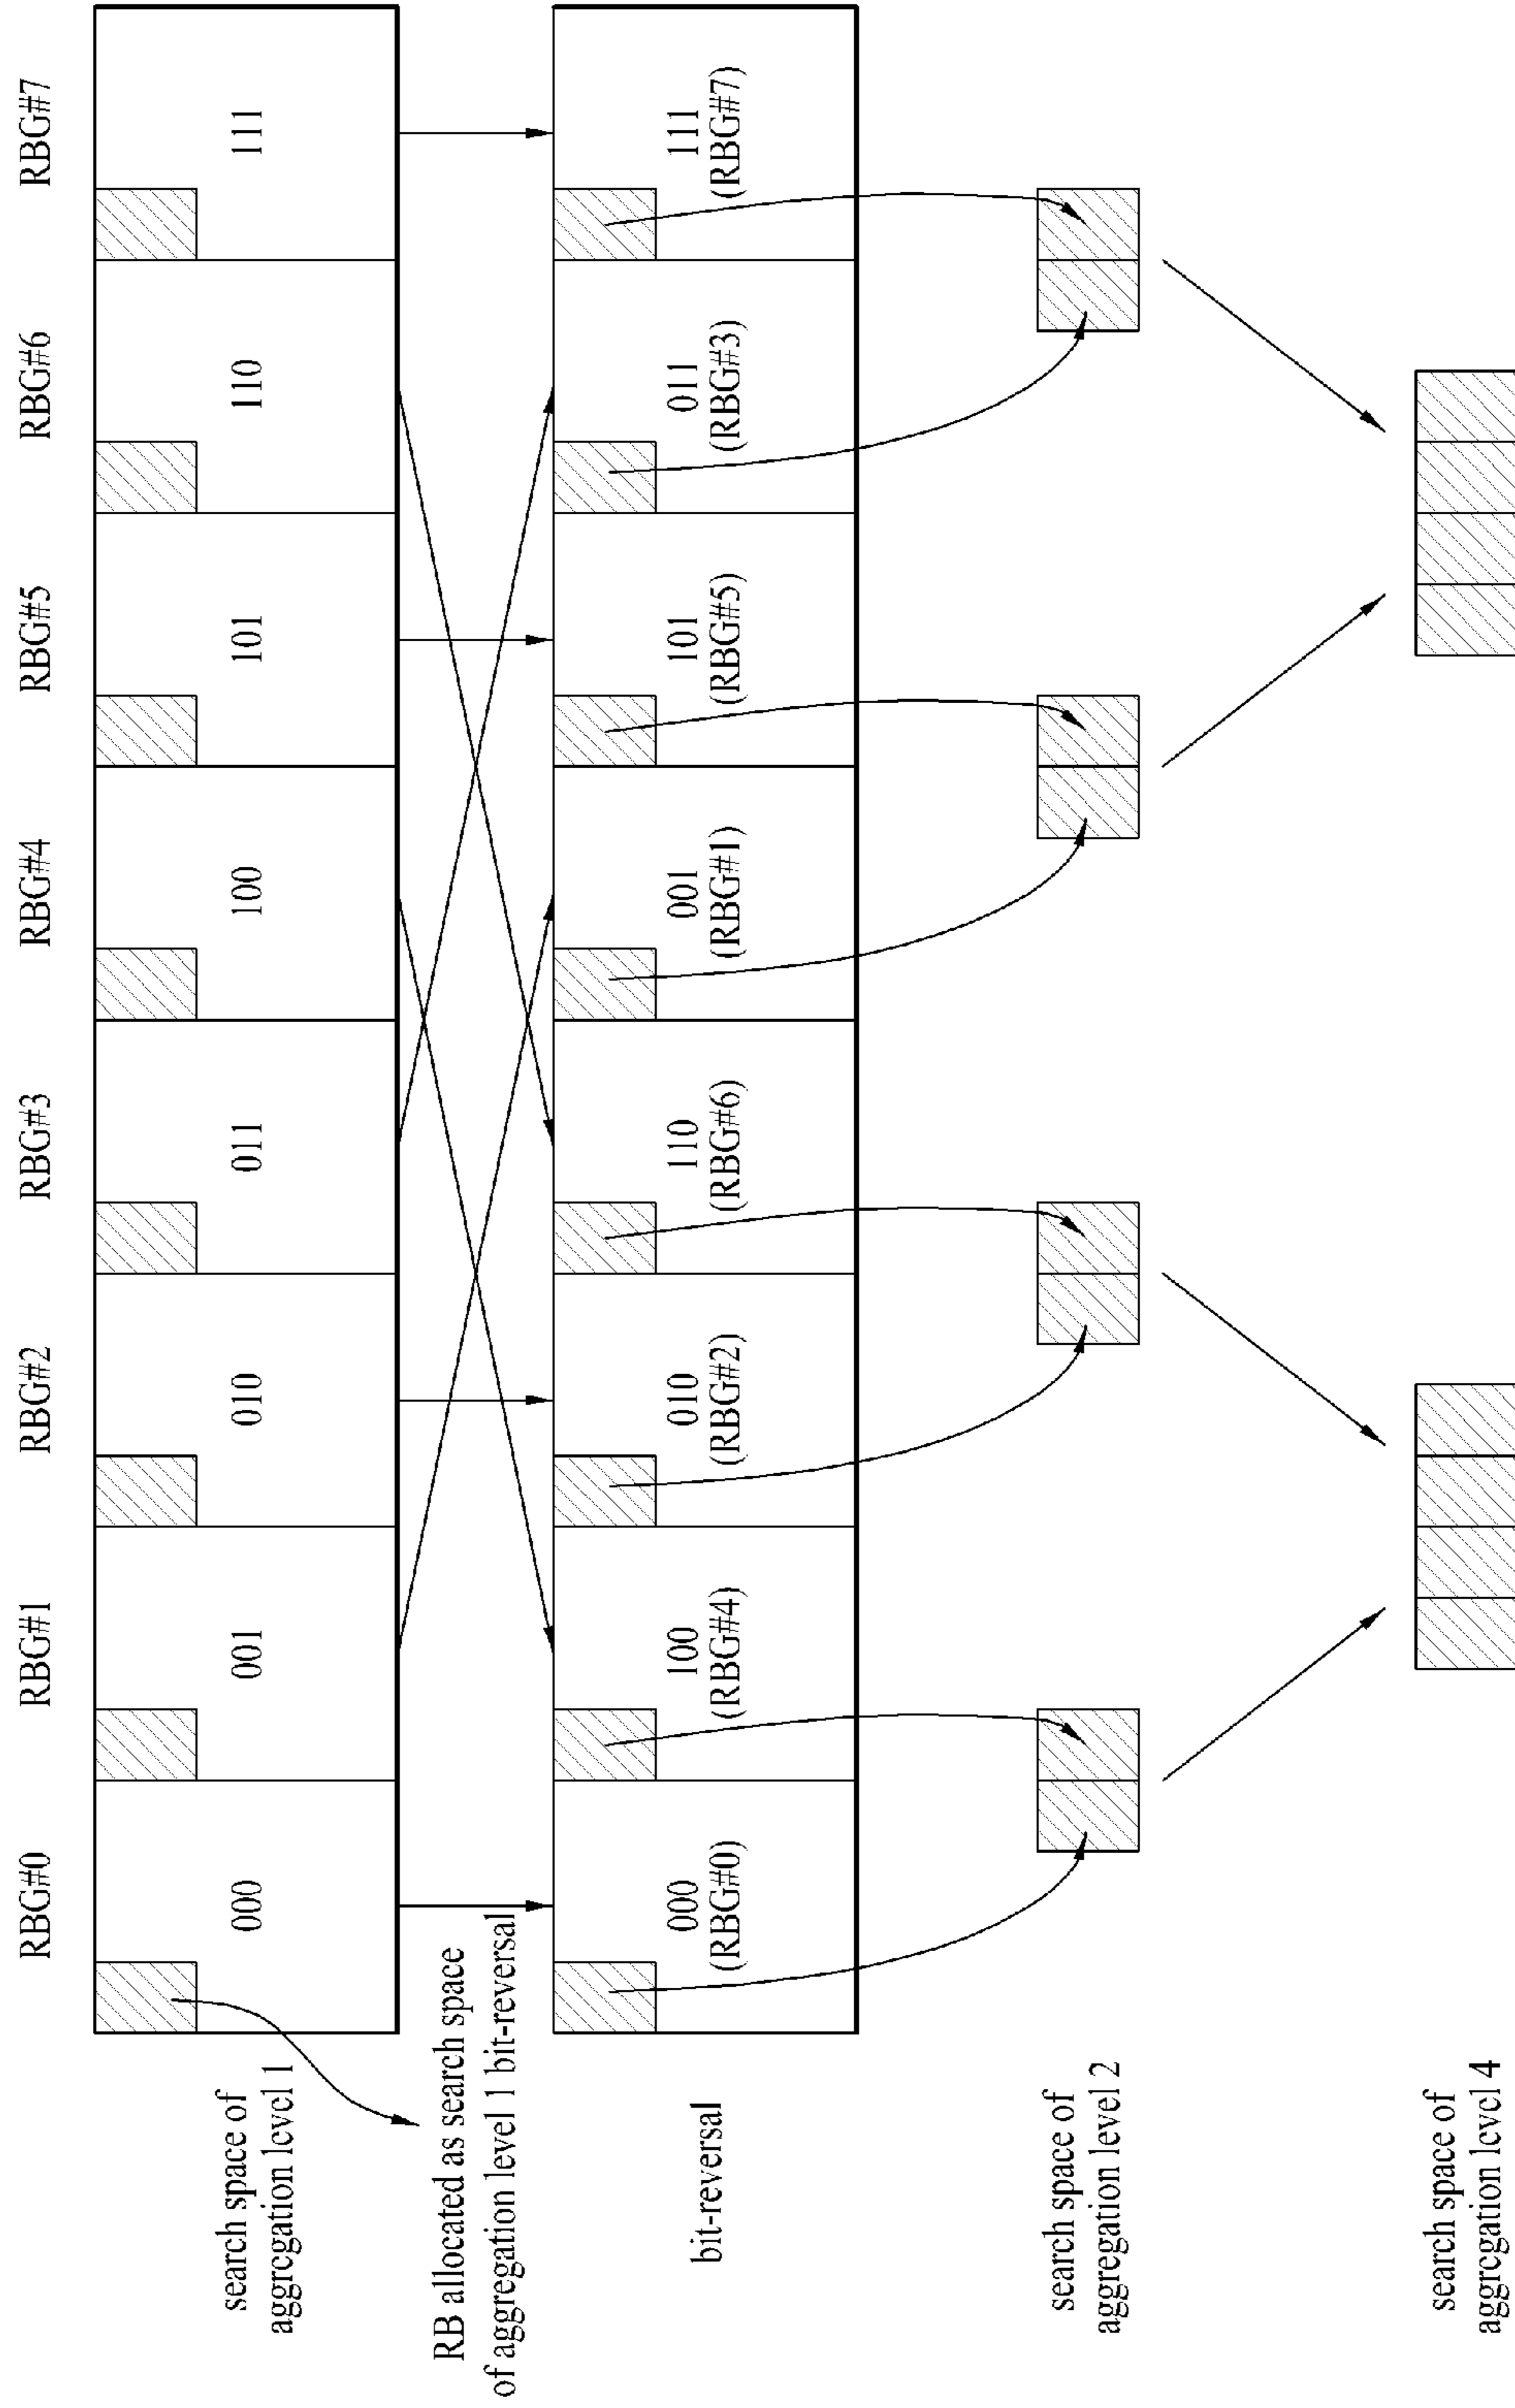 RBG#0 RBG#1 RBG#2 RBG#3 RBG#4 RBG#5 RBG#6 RBG#7
search space of
aggregation level 1
000 001 010 011 100 101 110 111
RB allocated as search space
of aggregation level 1 bit-reversal
bit-reversal
000 100 010 110 001 101 011 111
(RBG#0) (RBG#4) (RBG#2) (RBG#6) (RBG#1) (RBG#5) (RBG#3) (RBG#7)
search space of
aggregation level 2
search space of
aggregation level 4